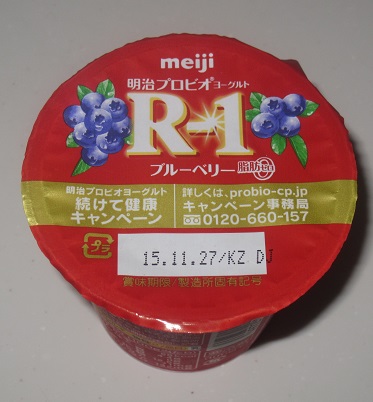 meiji
明治プロビオヨーグルト
R-1
ブルーベリー 脂肪ゼロ
明治プロビオヨーグルト
続けて健康
キャンペーン
詳しくは、probio-cp.jp
キャンペーン事務局
0120-660-157
プラ
15.11.27/KZ DJ
賞味期限/製造所固有記号